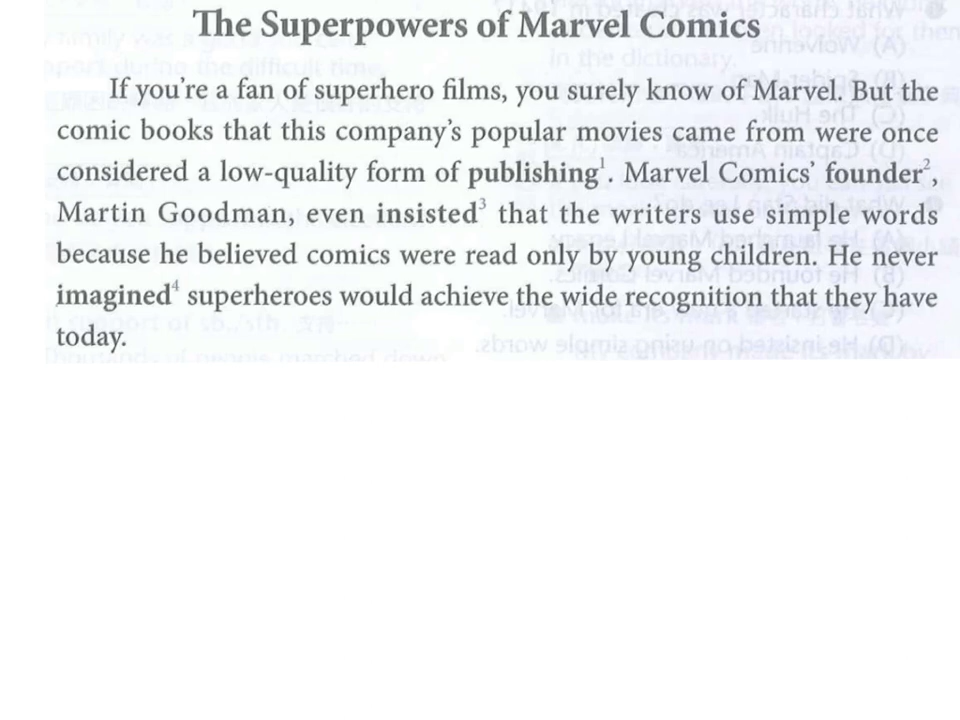 The Superpowers of Marvel Comics
If you're a fan of superhero films, you surely know of Marvel. But the
comic books that this company's popular movies came from were once
considered a low-quality form of publishing¹. Marvel Comics' founder²,
Martin Goodman, even insisted³ that the writers use simple words
because he believed comics were read only by young children. He never
imagined⁴ superheroes would achieve the wide recognition that they have
today.